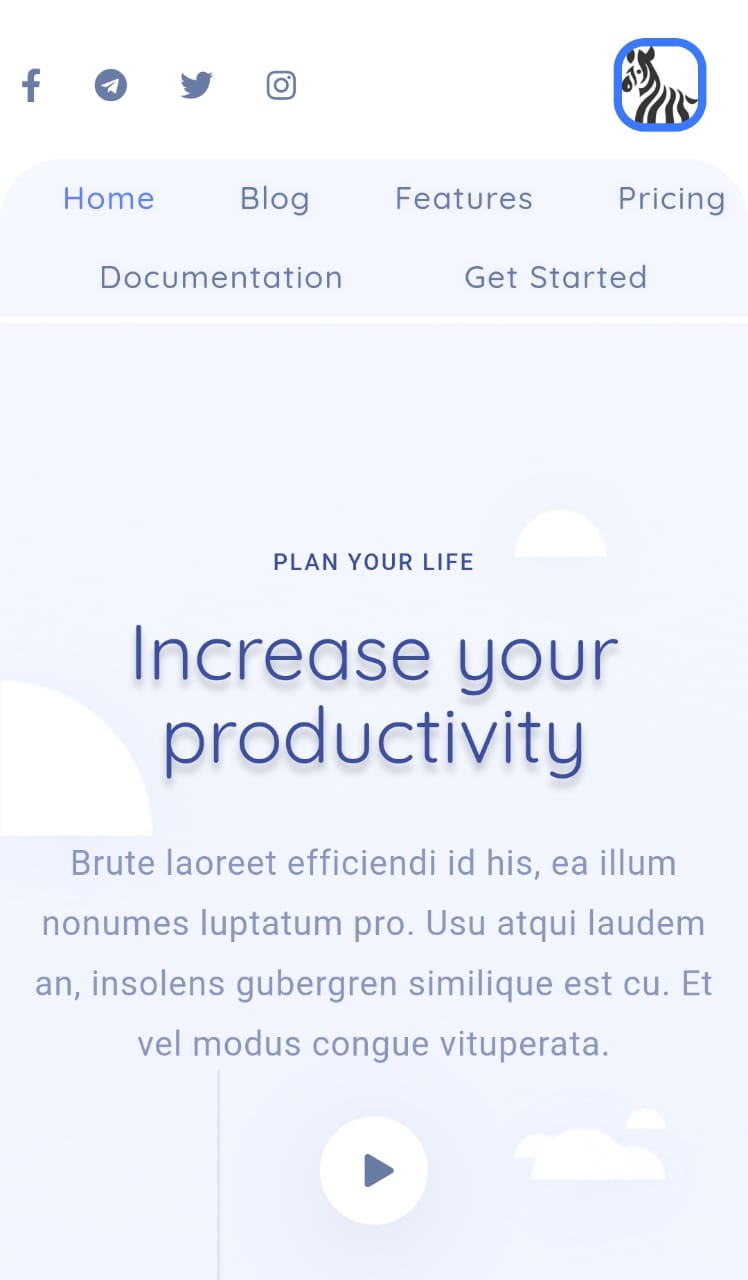 Home Blog Features Pricing
Documentation Get Started
PLAN YOUR LIFE
Increase your
productivity
Brute laoreet efficiendi id his, ea illum
nonumes luptatum pro. Usu atqui laudem
an, insolens gubergren similique est cu. Et
vel modus congue vituperata.